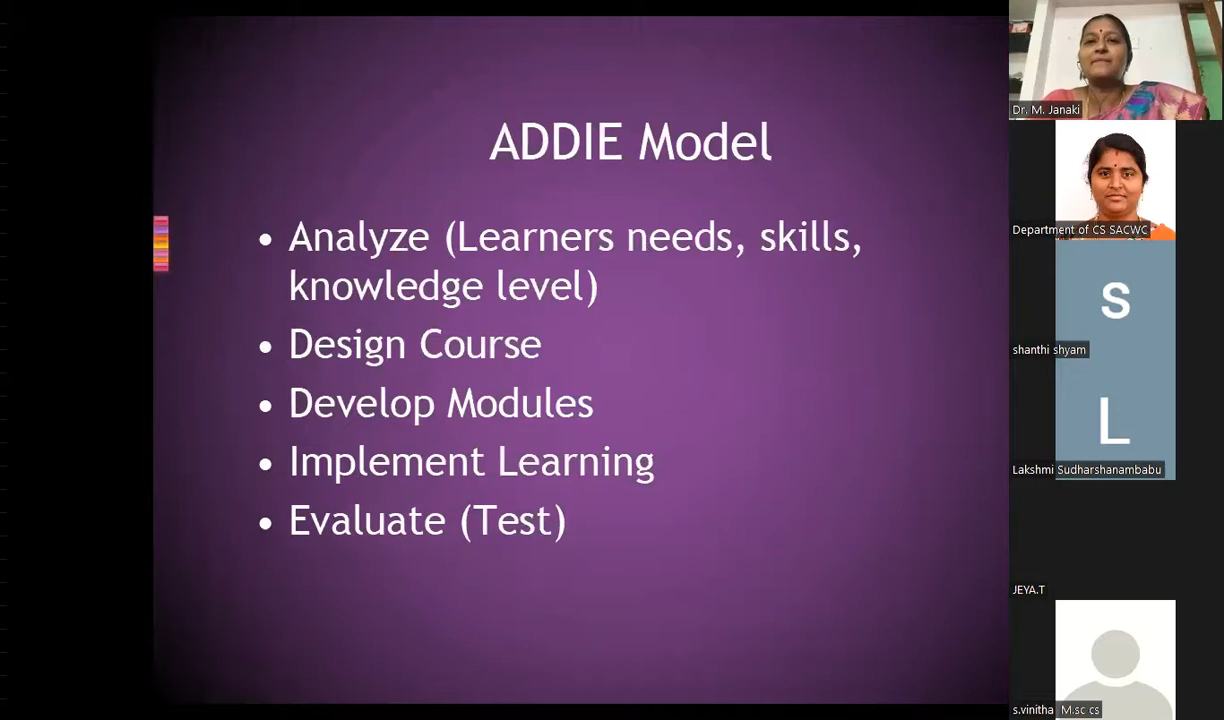 ADDIE Model
• Analyze (Learners needs, skills,
knowledge level)
• Design Course
• Develop Modules
• Implement Learning
• Evaluate (Test)
Dr. M. Janaki
Department of CS SACWC
S
shanthi shyam
L
Lakshmi Sudharshanambabu
JEYA.T
s.vinitha M.sc cs